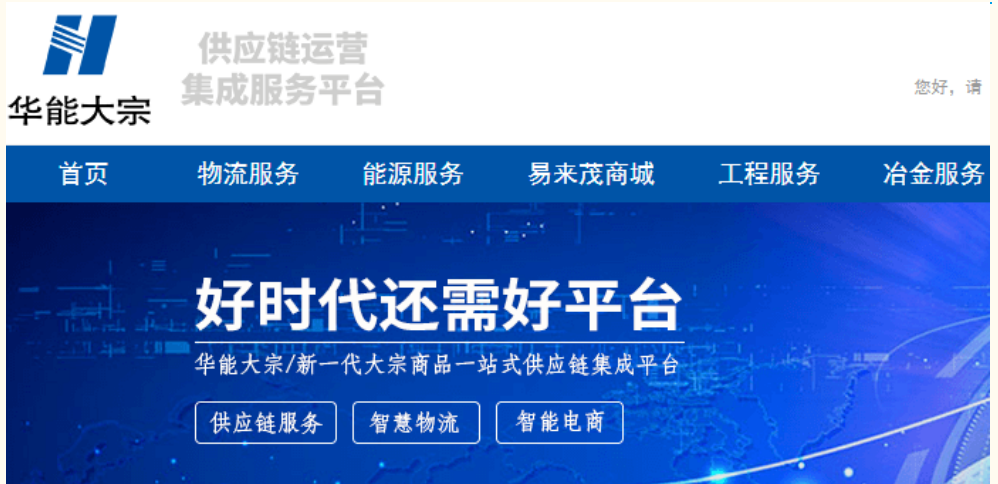 华能大宗
供应链运营
集成服务平台
您好，请
首页 物流服务 能源服务 易来茂商城 工程服务 冶金服务
好时代还需好平台
华能大宗/新一代大宗商品一站式供应链集成平台
供应链服务 智慧物流 智能电商